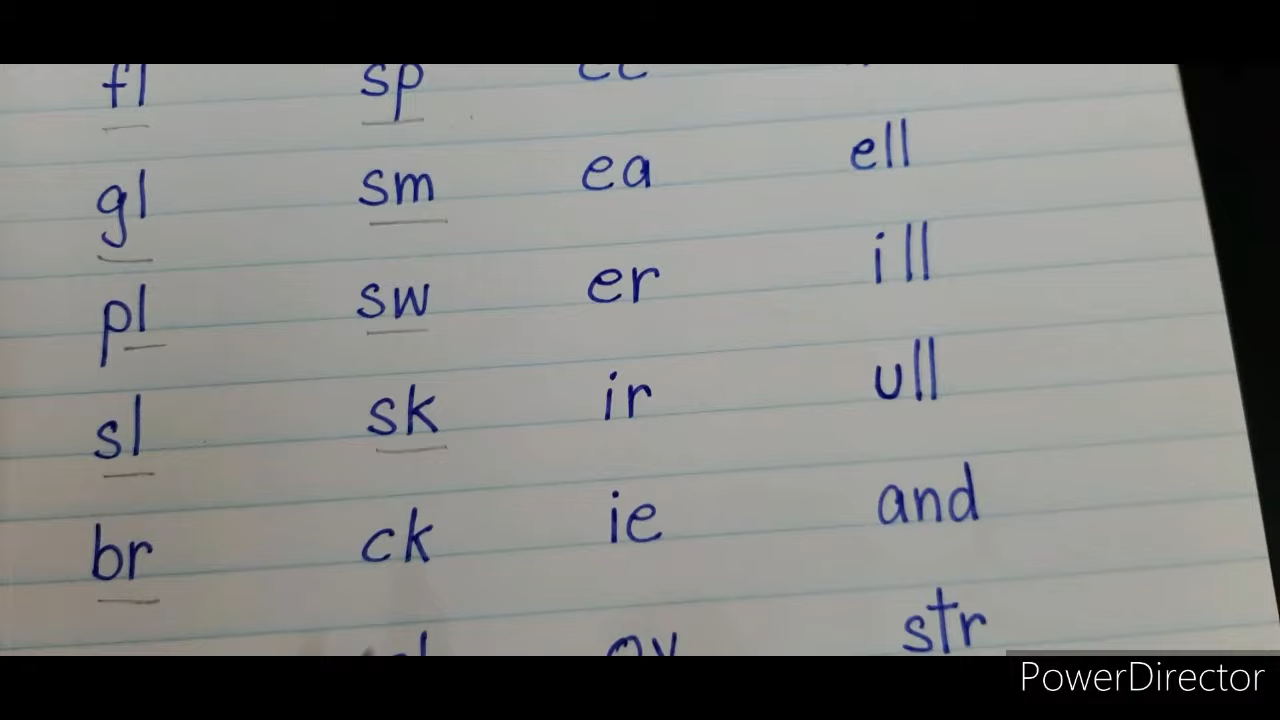 fl sp
gl sm ea ell
pl sw er ill
sl sk ir ull
br ck ie and
str
PowerDirector